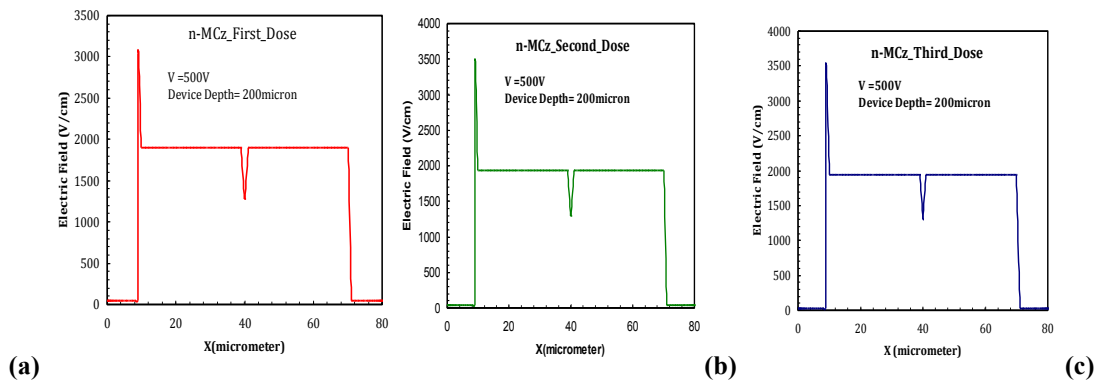 n-MCz_First_Dose
V =500V
Device Depth= 200micron
Electric Field (V/cm)
3500
3000
2500
2000
1500
1000
500
0
0 20 40 60 80
X(micrometer)
(a)
n-MCz_Second_Dose
V =500V
Device Depth= 200micron
Electric Field (V/cm)
4000
3500
3000
2500
2000
1500
1000
500
0
0 20 40 60 80
X(micrometer)
(b)
n-MCz_Third_Dose
V =500V
Device Depth= 200micron
Electric Field (V/cm)
4000
3500
3000
2500
2000
1500
1000
500
0
0 20 40 60 80
X (micrometer)
(c)